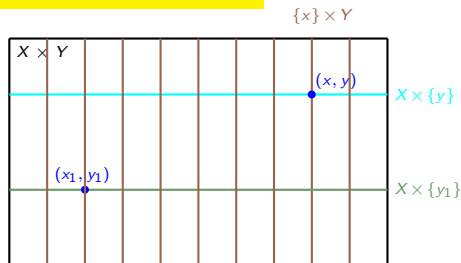 {x} × Y
X × Y
(x, y)
X × {y}
(x₁, y₁)
X × {y₁}